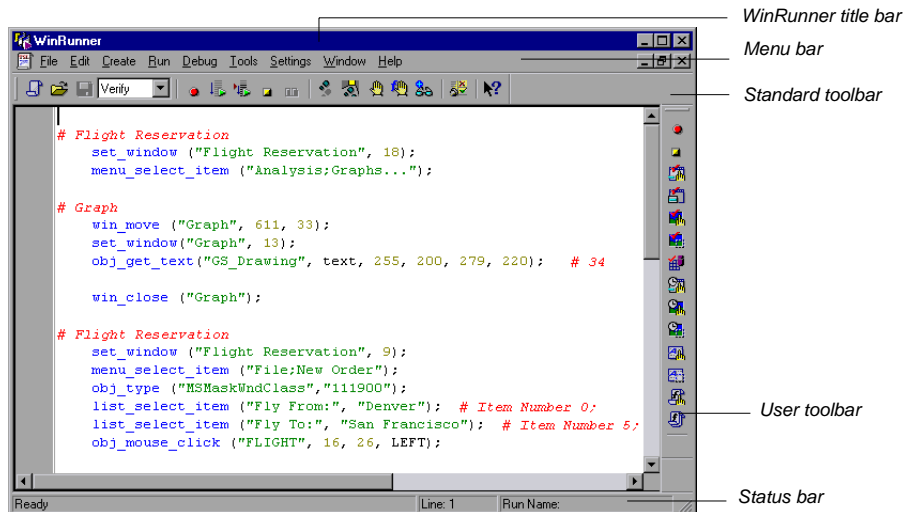 WinRunner title bar
WinRunner
Menu bar
File Edit Create Run Debug Tools Settings Window Help
Verify
Standard toolbar
# Flight Reservation
set_window ("Flight Reservation", 18);
menu_select_item ("Analysis;Graphs...");
# Graph
win_move ("Graph", 611, 33);
set_window("Graph", 13);
obj_get_text("GS_Drawing", text, 255, 200, 279, 220); # 34
win_close ("Graph");
# Flight Reservation
set_window ("Flight Reservation", 9);
menu_select_item ("File;New Order");
obj_type ("MSMaskWndClass","111900");
list_select_item ("Fly From:", "Denver"); # Item Number 0;
list_select_item ("Fly To:", "San Francisco"); # Item Number 5;
obj_mouse_click ("FLIGHT", 16, 26, LEFT);
User toolbar
Ready Line: 1 Run Name:
Status bar